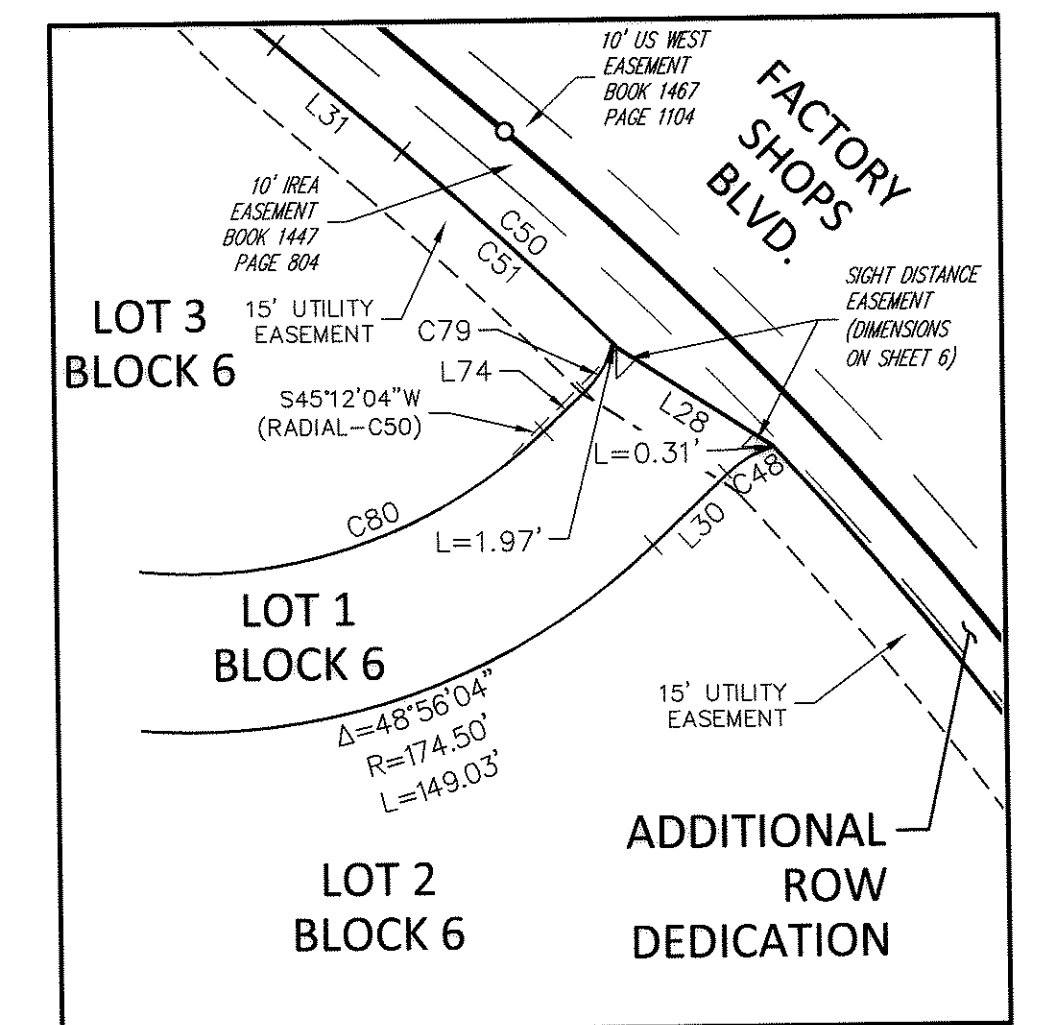 10' US WEST
EASEMENT
BOOK 1467
PAGE 1104
FACTORY
SHOPS
BLVD.
L31
10' IREA
EASEMENT
BOOK 1447
PAGE 804
C50
C51
SIGHT DISTANCE
EASEMENT
(DIMENSIONS
ON SHEET 6)
LOT 3
BLOCK 6
15' UTILITY
EASEMENT
C79
L74
S45°12'04"W
(RADIAL-C50)
L28
L=0.31'
C48
L30
C80
L=1.97'
LOT 1
BLOCK 6
Δ=48°56'04"
R=174.50'
L=149.03'
15' UTILITY
EASEMENT
ADDITIONAL
ROW
DEDICATION
LOT 2
BLOCK 6